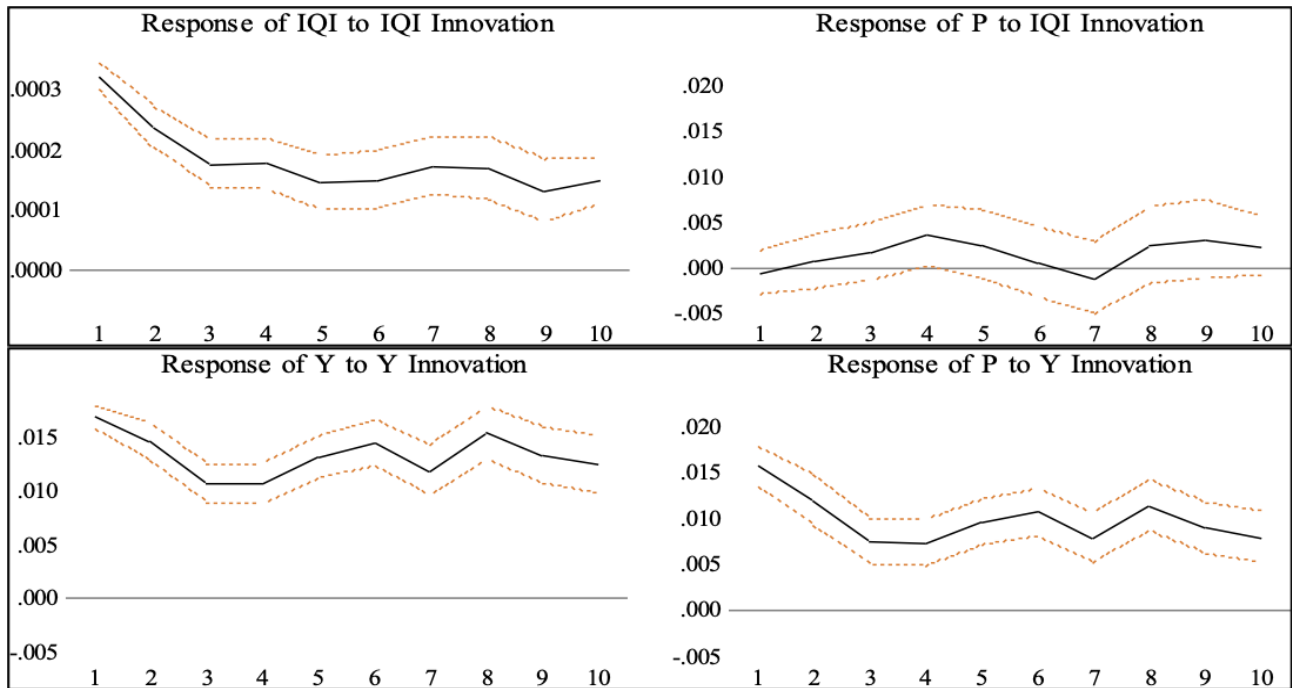 Response of IQI to IQI Innovation
.0003
.0002
.0001
.0000
1 2 3 4 5 6 7 8 9 10
Response of P to IQI Innovation
.020
.015
.010
.005
.000
-.005
1 2 3 4 5 6 7 8 9 10
Response of Y to Y Innovation
.015
.010
.005
.000
-.005
1 2 3 4 5 6 7 8 9 10
Response of P to Y Innovation
.020
.015
.010
.005
.000
-.005
1 2 3 4 5 6 7 8 9 10